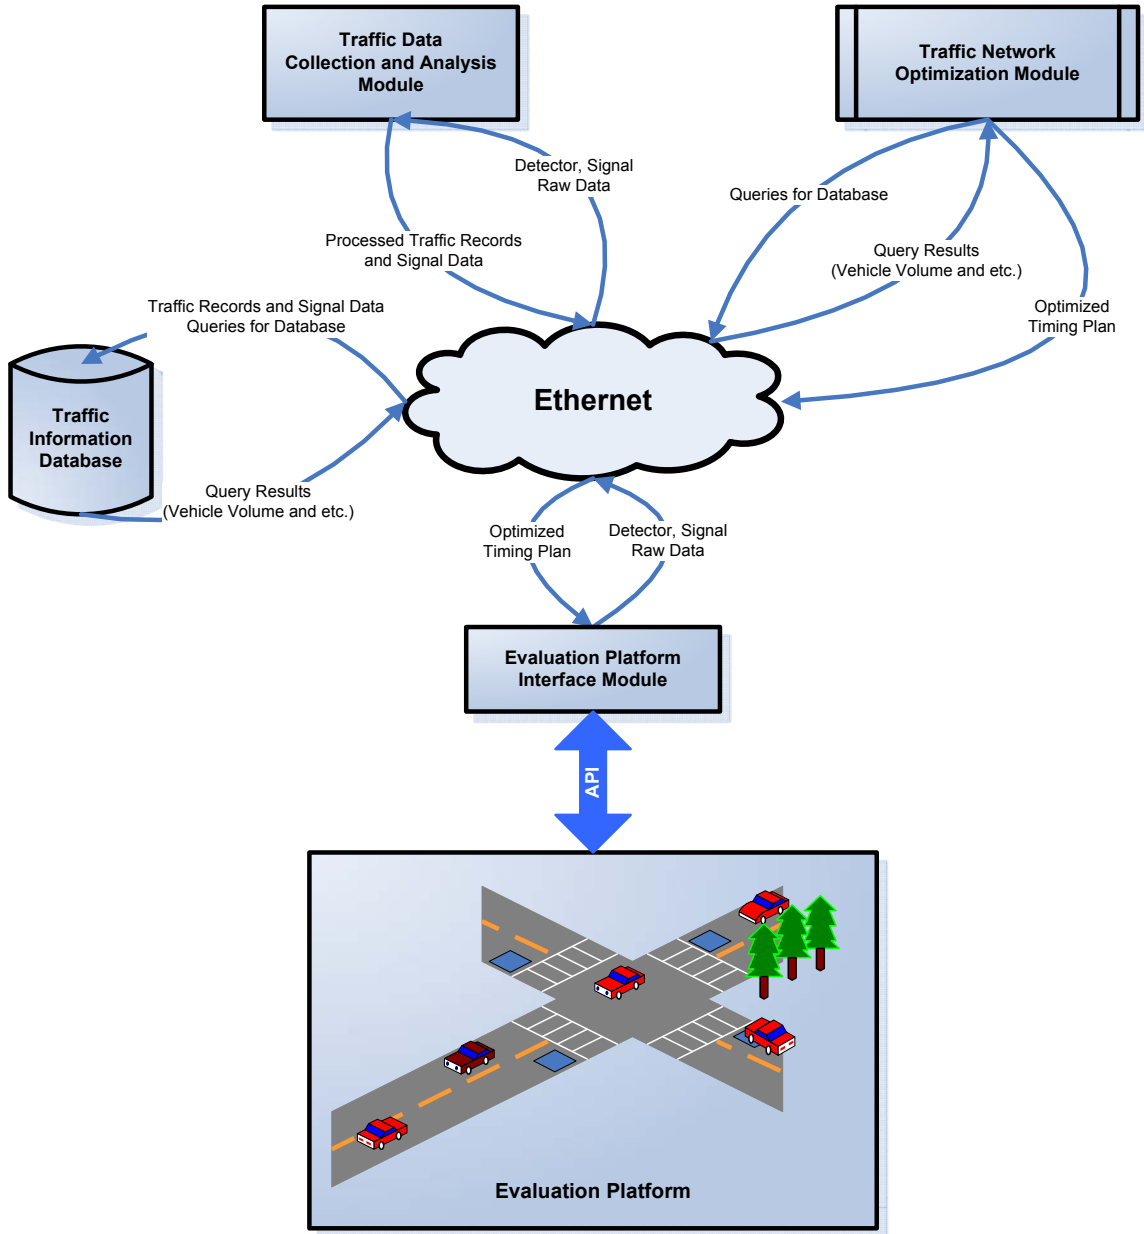 Traffic Data
Collection and Analysis
Module
Traffic Network
Optimization Module
Detector, Signal
Raw Data
Queries for Database
Processed Traffic Records
and Signal Data
Query Results
(Vehicle Volume and etc.)
Traffic Records and Signal Data
Queries for Database
Optimized
Timing Plan
Ethernet
Traffic
Information
Database
Query Results
(Vehicle Volume and etc.)
Optimized
Timing Plan
Detector, Signal
Raw Data
Evaluation Platform
Interface Module
API
Evaluation Platform